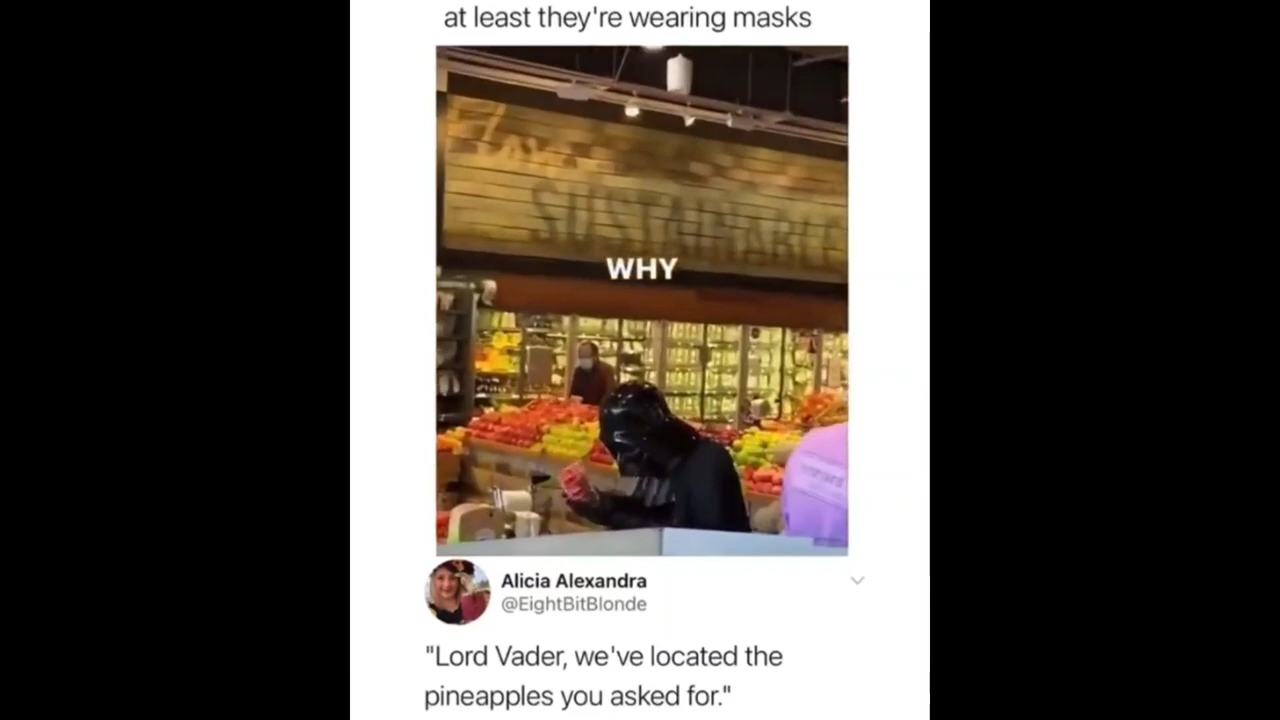 at least they're wearing masks
SUSTAINABLE
WHY
Alicia Alexandra
@EightBitBlonde
"Lord Vader, we've located the
pineapples you asked for."